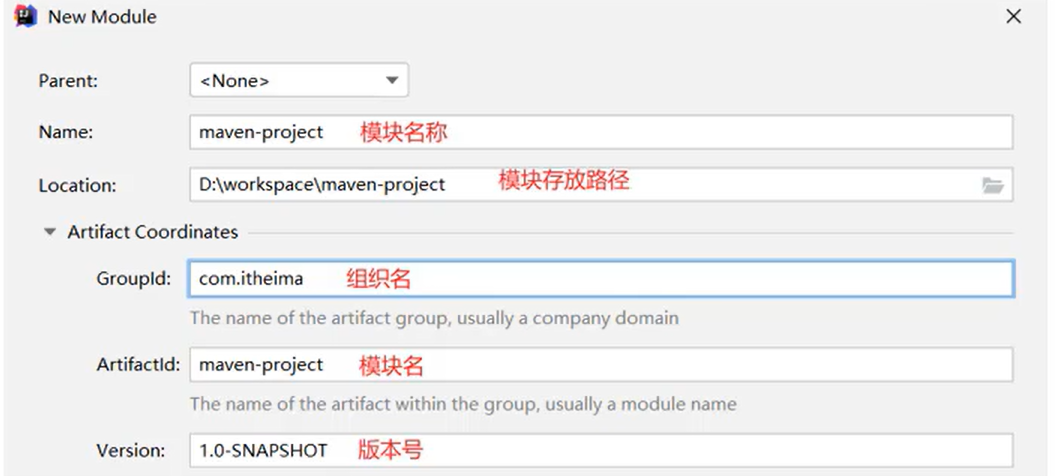 New Module
Parent: <None>
Name: maven-project 模块名称
Location: D:\workspace\maven-project 模块存放路径
Artifact Coordinates
GroupId: com.itheima 组织名
The name of the artifact group, usually a company domain
ArtifactId: maven-project 模块名
The name of the artifact within the group, usually a module name
Version: 1.0-SNAPSHOT 版本号